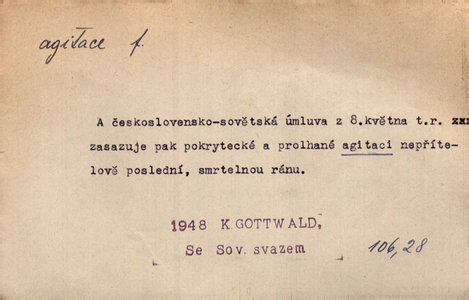 agitace f.
A československo-sovětská úmluva z 8.května t.r.
zasazuje pak pokrytecké a prolhané agitaci nepříte-
lově poslední, smrtelnou ránu.
1948 K. GOTTWALD,
Se Sov. svazem
106,28